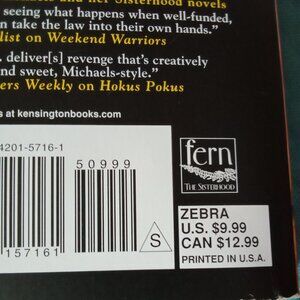 and her Sisterhood novels
seeing what happens when well-funded,
n take the law into their own hands."
list on Weekend Warriors
. deliver[s] revenge that's creatively
nd sweet, Michaels-style."
ers Weekly on Hokus Pokus
s at kensingtonbooks.com
4201-5716-1
50999
157161
S
fern
THE SISTERHOOD
ZEBRA
U.S. $9.99
CAN $12.99
PRINTED IN U.S.A.